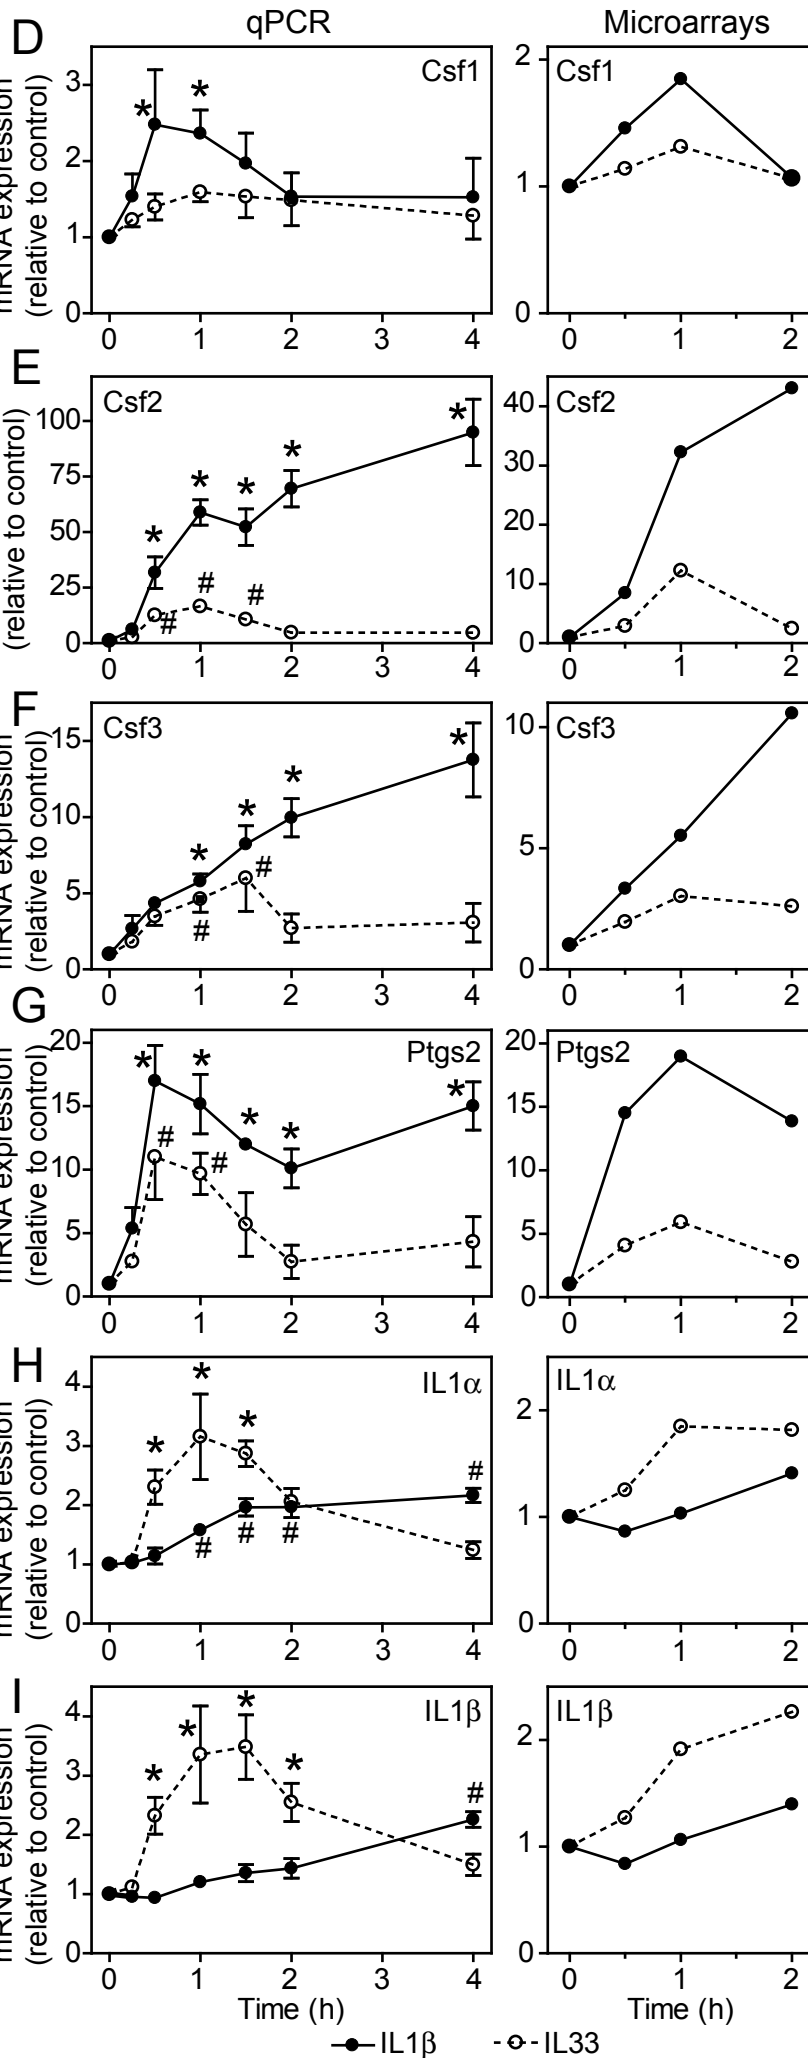 qPCR Microarrays
D
mRNA expression
(relative to control)
Csf1
3
2
1
0
* *
0 1 2 3 4
Csf1
2
1
0
0 1 2
E
(relative to control)
Csf2
100
75
50
25
0
* * * * *
# # #
0 1 2 3 4
Csf2
40
30
20
10
0
0 1 2
F
mRNA expression
(relative to control)
Csf3
15
10
5
0
* * * *
# #
0 1 2 3 4
Csf3
10
5
0
0 1 2
G
mRNA expression
(relative to control)
Ptgs2
20
15
10
5
0
* * * * *
# #
0 1 2 3 4
Ptgs2
20
15
10
5
0
0 1 2
H
mRNA expression
(relative to control)
IL1α
4
3
2
1
0
* * *
# # # #
0 1 2 3 4
IL1α
2
1
0
0 1 2
I
mRNA expression
(relative to control)
IL1β
4
3
2
1
0
* * * *
#
0 1 2 3 4
Time (h)
IL1β
2
1
0
0 1 2
Time (h)
IL1β IL33